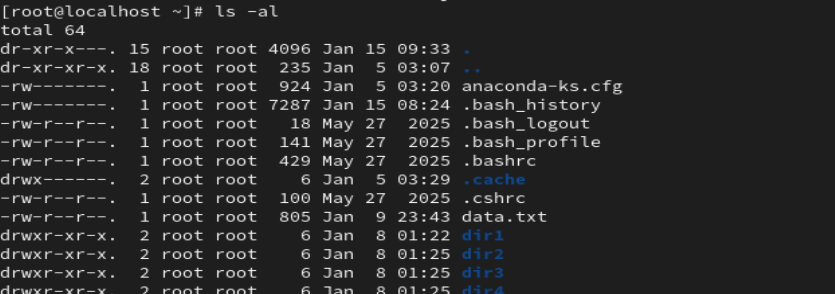 [root@localhost ~]# ls -al
total 64
dr-xr-x---. 15 root root 4096 Jan 15 09:33 .
dr-xr-xr-x. 18 root root  235 Jan  5 03:07 ..
-rw-------.  1 root root  924 Jan  5 03:20 anaconda-ks.cfg
-rw-------.  1 root root 7287 Jan 15 08:24 .bash_history
-rw-r--r--.  1 root root   18 May 27  2025 .bash_logout
-rw-r--r--.  1 root root  141 May 27  2025 .bash_profile
-rw-r--r--.  1 root root  429 May 27  2025 .bashrc
drwx------.  2 root root    6 Jan  5 03:29 .cache
-rw-r--r--.  1 root root  100 May 27  2025 .cshrc
-rw-r--r--.  1 root root  805 Jan  9 23:43 data.txt
drwxr-xr-x.  2 root root    6 Jan  8 01:22 dir1
drwxr-xr-x.  2 root root    6 Jan  8 01:25 dir2
drwxr-xr-x.  2 root root    6 Jan  8 01:25 dir3
drwxr-xr-x.  2 root root    6 Jan  8 01:25 dir4